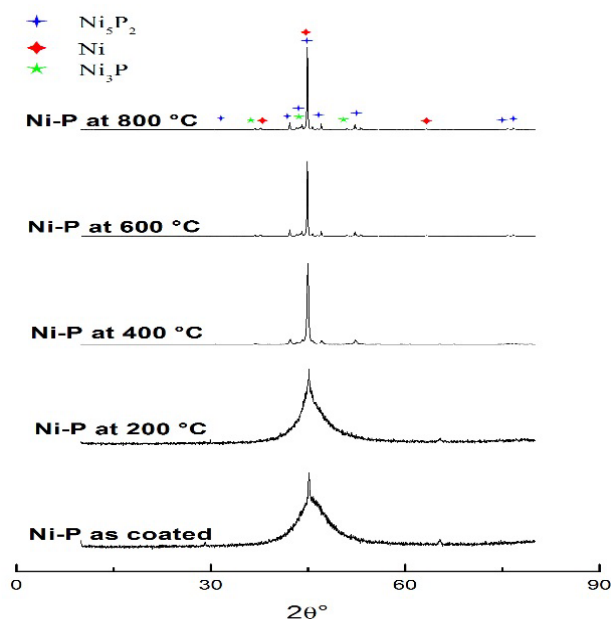 Ni₅P₂
Ni
Ni₃P
Ni-P at 800 °C
Ni-P at 600 °C
Ni-P at 400 °C
Ni-P at 200 °C
Ni-P as coated
0 30 60 90
2θ°